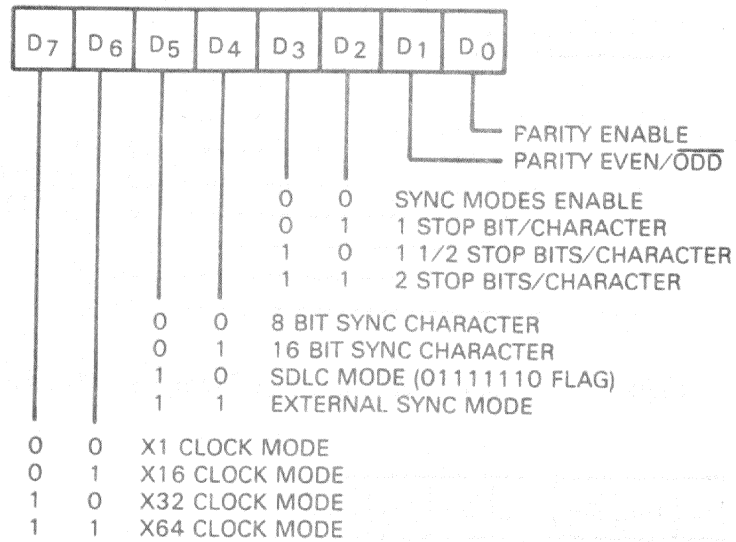 D7 D6 D5 D4 D3 D2 D1 D0
PARITY ENABLE
PARITY EVEN/ODD
0 0 SYNC MODES ENABLE
0 1 1 STOP BIT/CHARACTER
1 0 1 1/2 STOP BITS/CHARACTER
1 1 2 STOP BITS/CHARACTER
0 0 8 BIT SYNC CHARACTER
0 1 16 BIT SYNC CHARACTER
1 0 SDLC MODE (01111110 FLAG)
1 1 EXTERNAL SYNC MODE
0 0 X1 CLOCK MODE
0 1 X16 CLOCK MODE
1 0 X32 CLOCK MODE
1 1 X64 CLOCK MODE